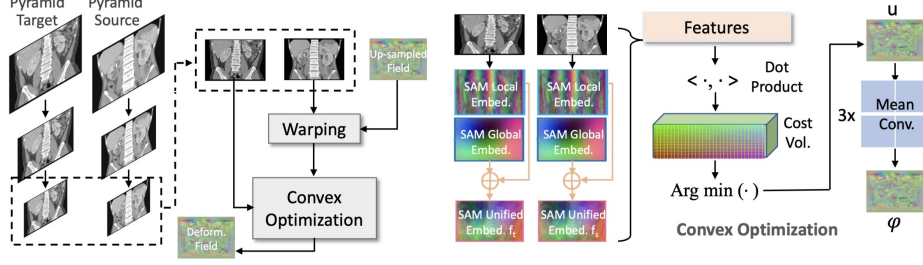 Pyramid
Target
Pyramid
Source
Up-sampled
Field
Warping
Convex
Optimization
Deform.
Field
SAM Local
Embed.
SAM Local
Embed.
SAM Global
Embed.
SAM Global
Embed.
SAM Unified
Embed. fₜ
SAM Unified
Embed. fₛ
Features
< ·, · >
Dot
Product
Cost
Vol.
Arg min (·)
Convex Optimization
u
3x
Mean
Conv.
φ